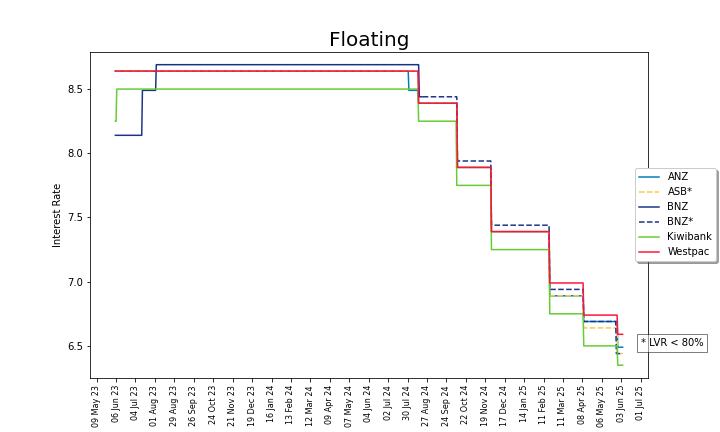 Floating
Interest Rate
8.5
8.0
7.5
7.0
6.5
ANZ
ASB*
BNZ
BNZ*
Kiwibank
Westpac
* LVR < 80%
09 May 23
06 Jun 23
04 Jul 23
01 Aug 23
29 Aug 23
26 Sep 23
24 Oct 23
21 Nov 23
19 Dec 23
16 Jan 24
13 Feb 24
12 Mar 24
09 Apr 24
07 May 24
04 Jun 24
02 Jul 24
30 Jul 24
27 Aug 24
24 Sep 24
22 Oct 24
19 Nov 24
17 Dec 24
14 Jan 25
11 Feb 25
11 Mar 25
08 Apr 25
06 May 25
03 Jun 25
01 Jul 25